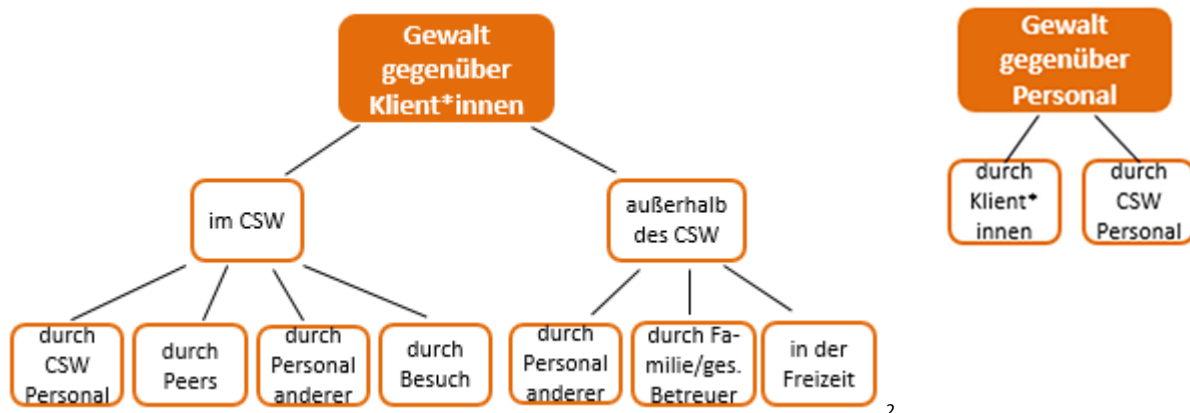 Gewalt
gegenüber
Klient*innen
Gewalt
gegenüber
Personal
im CSW
außerhalb
des CSW
durch
Klient*
innen
durch
CSW
Personal
durch
CSW
Personal
durch
Peers
durch
Personal
anderer
durch
Besuch
durch
Personal
anderer
durch Fa-
milie/ges.
Betreuer
in der
Freizeit
2